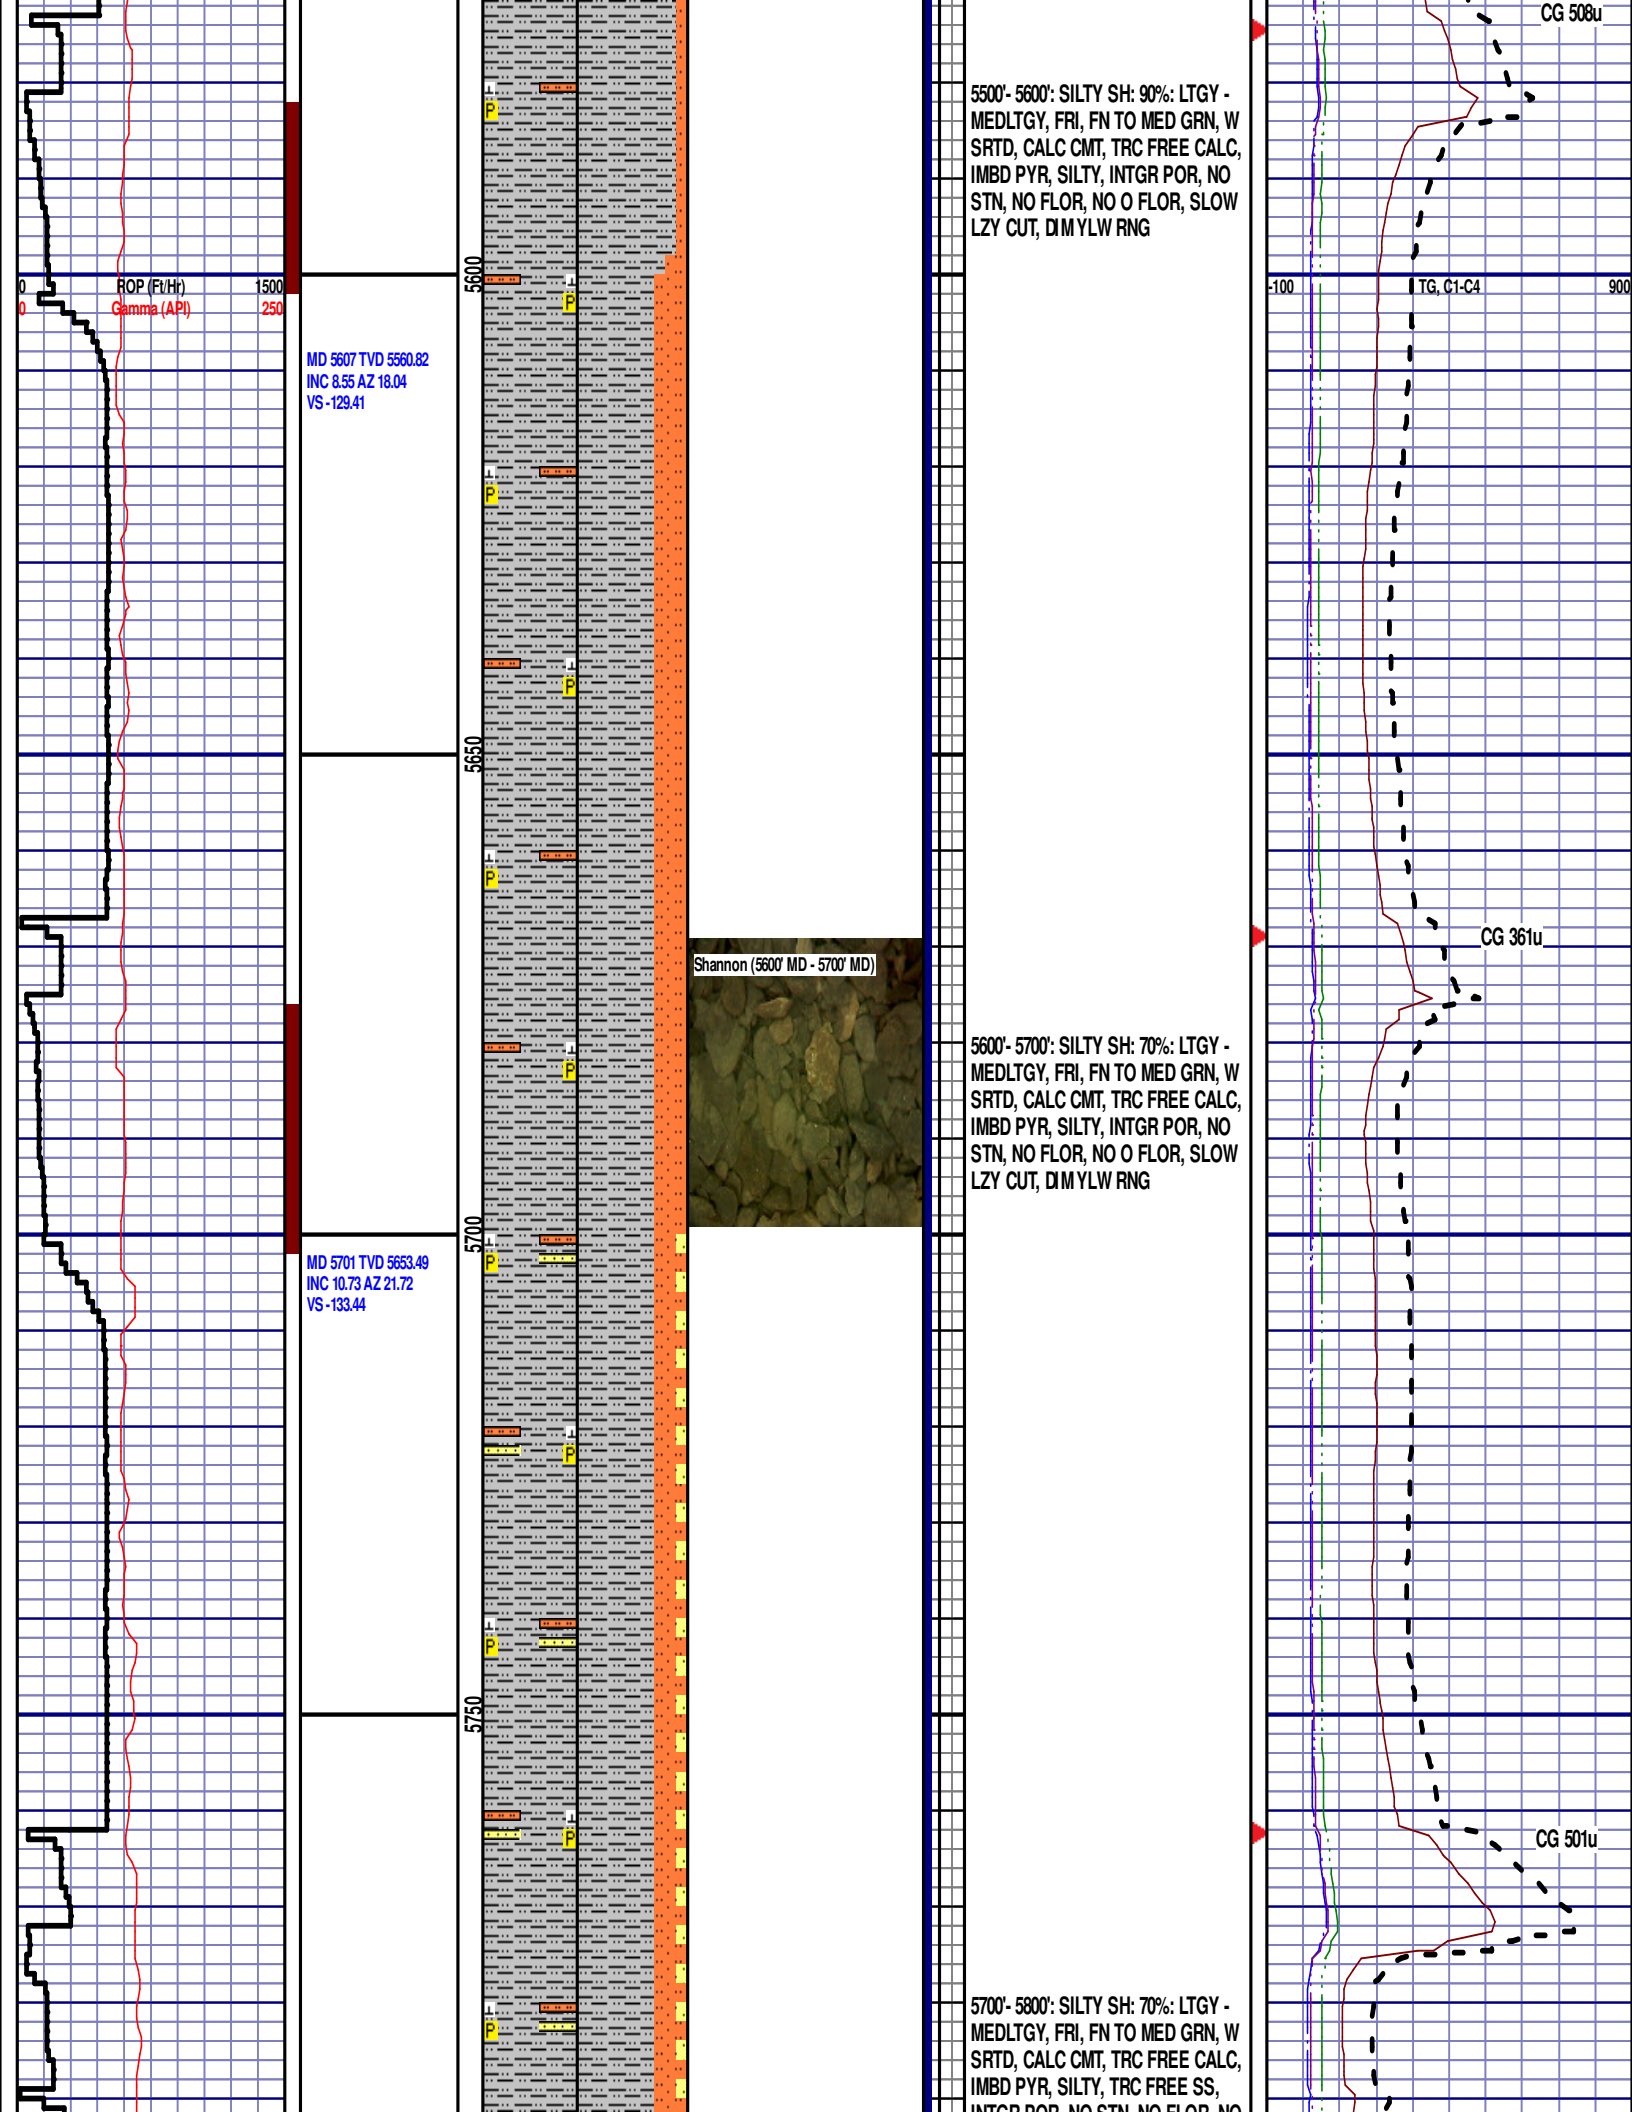 CG 508u
5500'- 5600': SILTY SH: 90%: LTGY -
MEDLTGY, FRI, FN TO MED GRN, W
SRTD, CALC CMT, TRC FREE CALC,
IMBD PYR, SILTY, INTGR POR, NO
STN, NO FLOR, NO O FLOR, SLOW
LZY CUT, DIM YLW RNG
P
5600
0 ROP (Ft/Hr) 1500
0 Gamma (API) 250
-100 TG, C1-C4 900
P
MD 5607 TVD 5560.82
INC 8.55 AZ 18.04
VS -129.41
P
P
5650
P
CG 361u
Shannon (5600' MD - 5700' MD)
5600'- 5700': SILTY SH: 70%: LTGY -
MEDLTGY, FRI, FN TO MED GRN, W
SRTD, CALC CMT, TRC FREE CALC,
IMBD PYR, SILTY, INTGR POR, NO
STN, NO FLOR, NO O FLOR, SLOW
LZY CUT, DIM YLW RNG
P
5700
P
MD 5701 TVD 5653.49
INC 10.73 AZ 21.72
VS -133.44
P
P
5750
P
CG 501u
5700'- 5800': SILTY SH: 70%: LTGY -
MEDLTGY, FRI, FN TO MED GRN, W
SRTD, CALC CMT, TRC FREE CALC,
IMBD PYR, SILTY, TRC FREE SS,
INTGR POR, NO STN, NO FLOR, NO
P